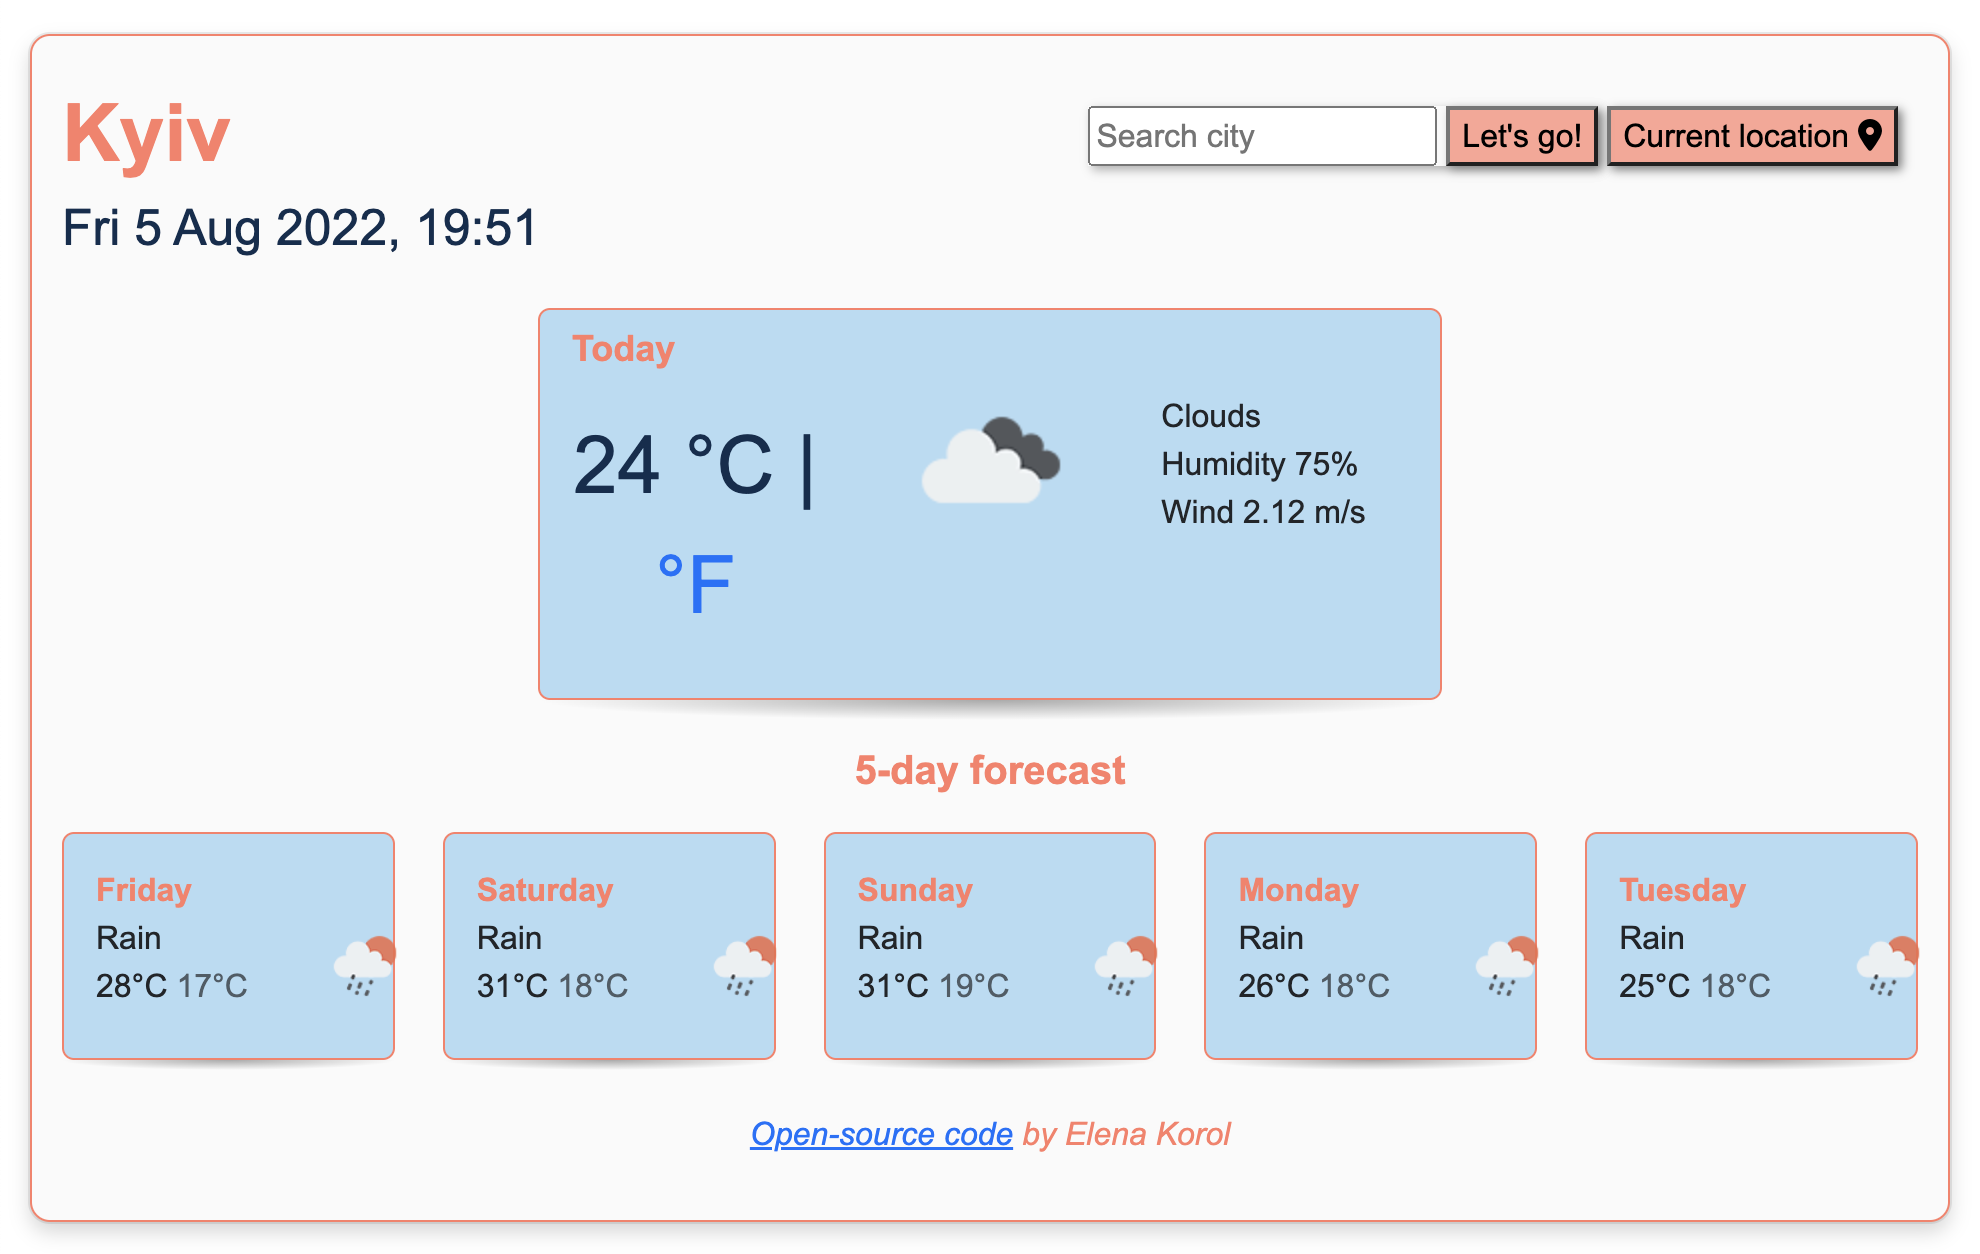 Kyiv
Search city
Let's go!
Current location
Fri 5 Aug 2022, 19:51
Today
24 °C |
°F
Clouds
Humidity 75%
Wind 2.12 m/s
5-day forecast
Friday
Rain
28°C 17°C
Saturday
Rain
31°C 18°C
Sunday
Rain
31°C 19°C
Monday
Rain
26°C 18°C
Tuesday
Rain
25°C 18°C
Open-source code by Elena Korol